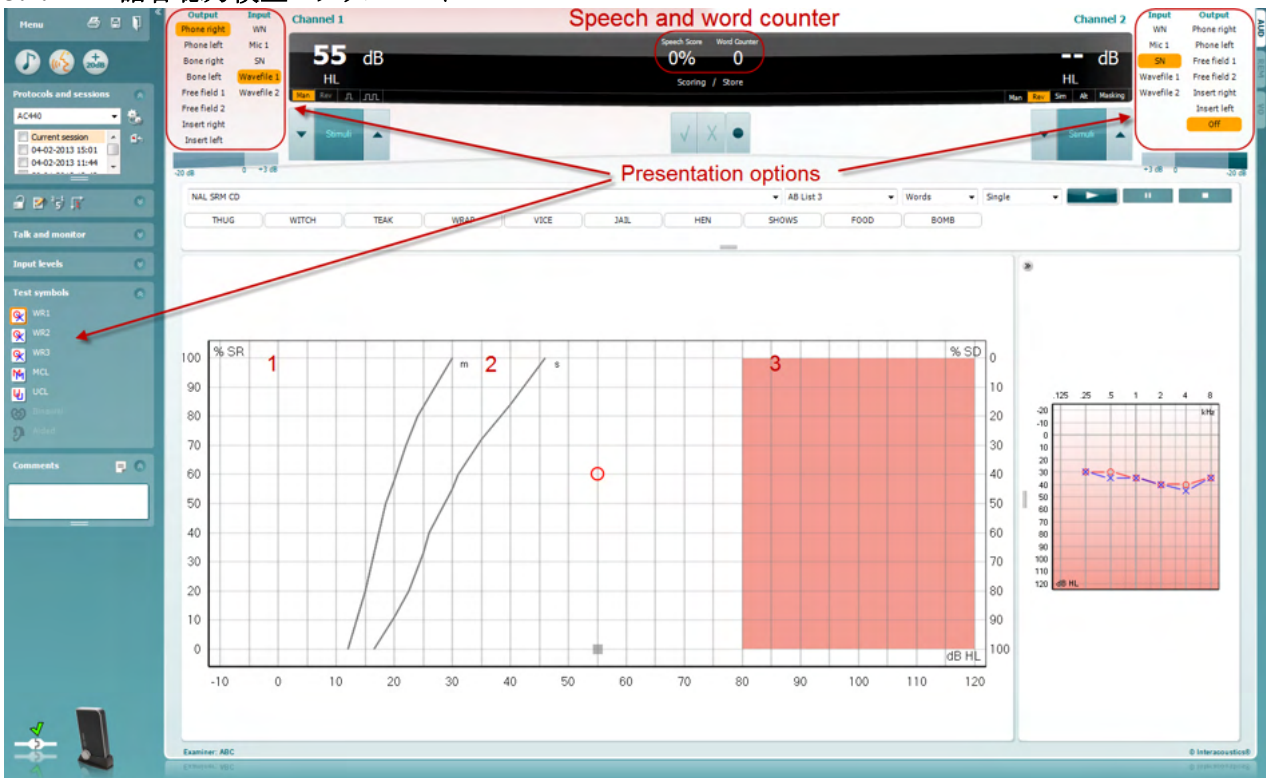 Menu
Output Input
Phone right WN
Phone left Mic 1
Bone right SN
Bone left Wavefile 1
Free field 1 Wavefile 2
Free field 2
Insert right
Insert left
Channel 1
Speech and word counter
Channel 2
Input Output
WN Phone right
Mic 1 Phone left
SN Free field 1
Wavefile 1 Free field 2
Wavefile 2 Insert right
Insert left
Off
AUD
REM
55 dB
HL
Man Rev
Speech Score Word Counter
0% 0
Scoring / Store
-- dB
HL
Man Rev Sim Alt Masking
Stimuli
Stimuli
-20 dB 0 +3 dB
+3 dB 0 -20 dB
20dB
Protocols and sessions
AC440
Current session
04-02-2013 15:01
04-02-2013 11:44
Presentation options
NAL SRM CD
AB List 3
Words
Single
THUG WITCH TEAK WRAP VICE JAIL HEN SHOWS FOOD BOMB
Talk and monitor
Input levels
Test symbols
WR1
WR2
WR3
MCL
UCL
Binaural
Aided
Comments
% SR
1
m
2
s
3
% SD
100 0
90 10
80 20
70 30
60 40
50 50
40 60
30 70
20 80
10 90
0 100
dB HL
-10 0 10 20 30 40 50 60 70 80 90 100 110 120
.125 .25 .5 1 2 4 8
kHz
-20
-10
0
10
20
30
40
50
60
70
80
90
100
110
120
dB HL
Examiner: ABC
© Interacoustics®